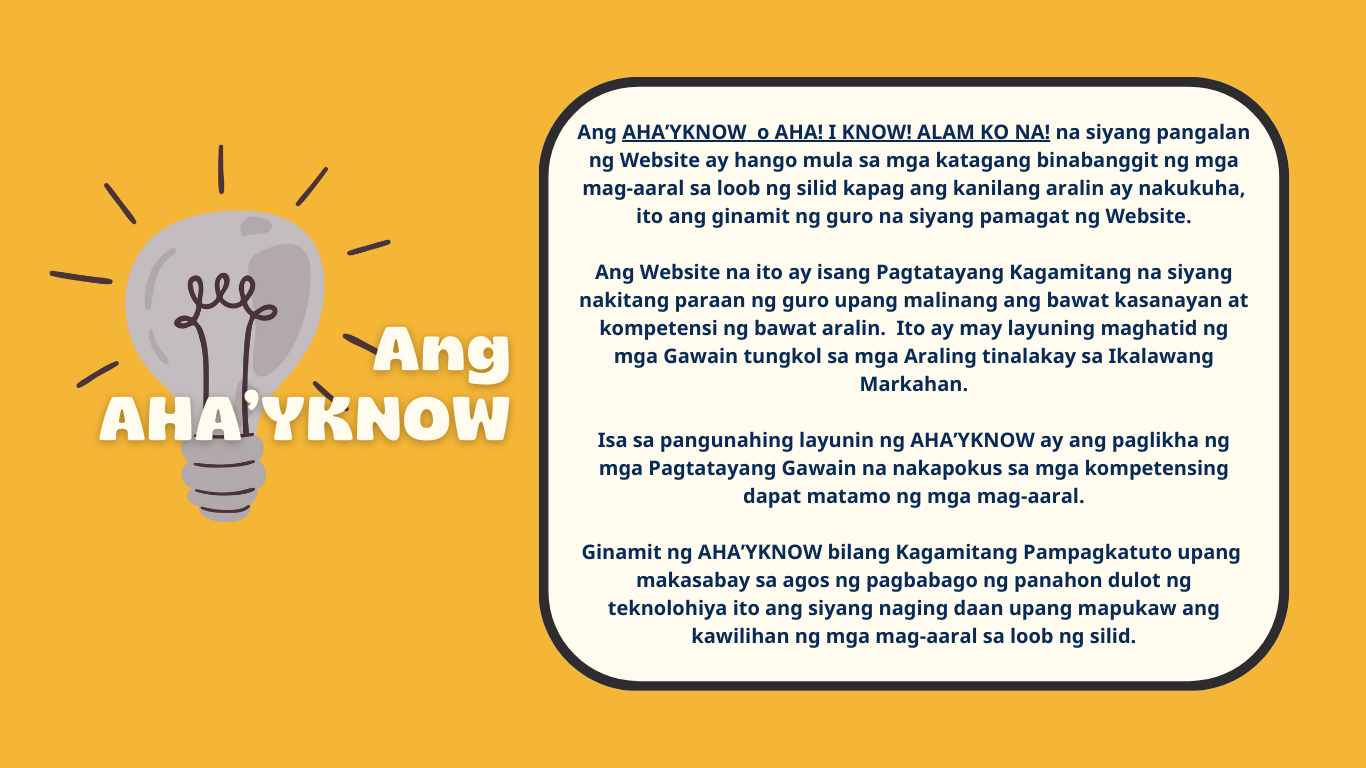 Ang
AHA’YKNOW
Ang AHA’YKNOW  o AHA! I KNOW! ALAM KO NA! na siyang pangalan
ng Website ay hango mula sa mga katagang binabanggit ng mga
mag-aaral sa loob ng silid kapag ang kanilang aralin ay nakukuha,
ito ang ginamit ng guro na siyang pamagat ng Website.
Ang Website na ito ay isang Pagtatayang Kagamitang na siyang
nakitang paraan ng guro upang malinang ang bawat kasanayan at
kompetensi ng bawat aralin.  Ito ay may layuning maghatid ng
mga Gawain tungkol sa mga Araling tinalakay sa Ikalawang
Markahan.
Isa sa pangunahing layunin ng AHA’YKNOW ay ang paglikha ng
mga Pagtatayang Gawain na nakapokus sa mga kompetensing
dapat matamo ng mga mag-aaral.
Ginamit ng AHA’YKNOW bilang Kagamitang Pampagkatuto upang
makasabay sa agos ng pagbabago ng panahon dulot ng
teknolohiya ito ang siyang naging daan upang mapukaw ang
kawilihan ng mga mag-aaral sa loob ng silid.